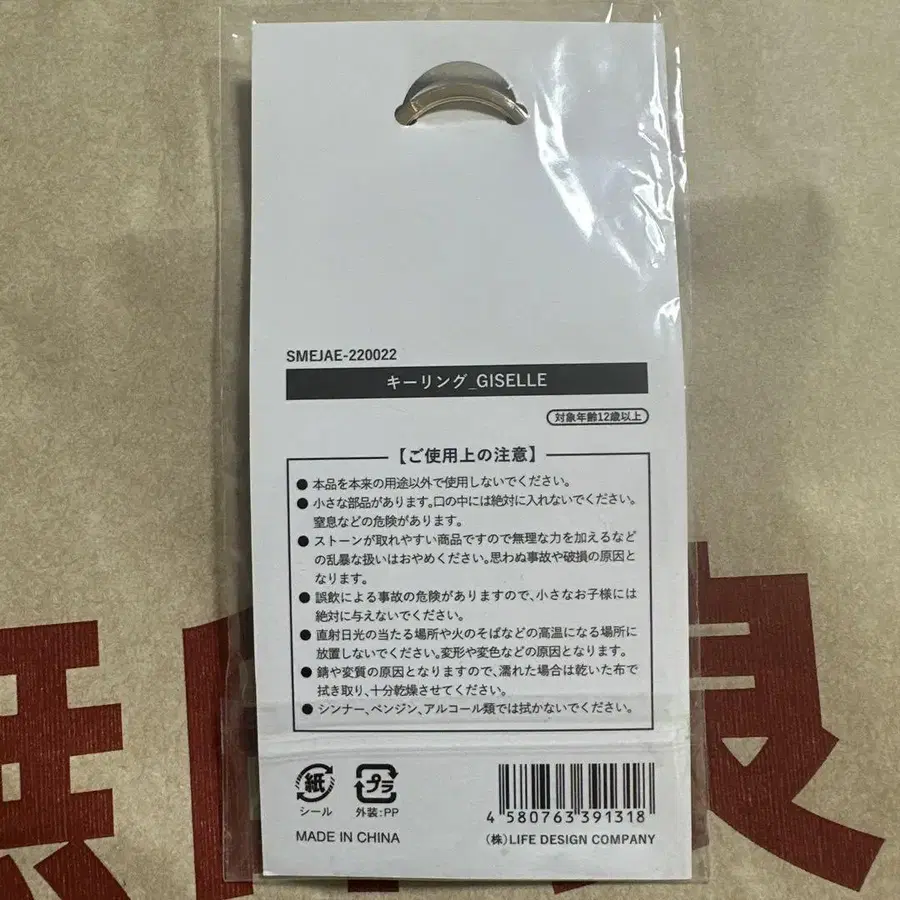 SMEJAE-220022
キーリング_GISELLE
対象年齢12歳以上
【ご使用上の注意】
● 本品を本来の用途以外で使用しないでください。
● 小さな部品があります。口の中には絶対に入れないでください。
窒息などの危険があります。
● ストーンが取れやすい商品ですので無理な力を加えるなど
の乱暴な扱いはおやめください。思わぬ事故や破損の原因と
なります。
● 誤飲による事故の危険がありますので、小さなお子様には
絶対に与えないでください。
● 直射日光の当たる場所や火のそばなどの高温になる場所に
放置しないでください。変形や変色などの原因となります。
● 錆や変質の原因となりますので、濡れた場合は乾いた布で
拭き取り、十分乾燥させてください。
● シンナー、ベンジン、アルコール類では拭かないでください。
紙
シール
プラ
外装:PP
MADE IN CHINA
4 580763 391318
(株)LIFE DESIGN COMPANY
無
良